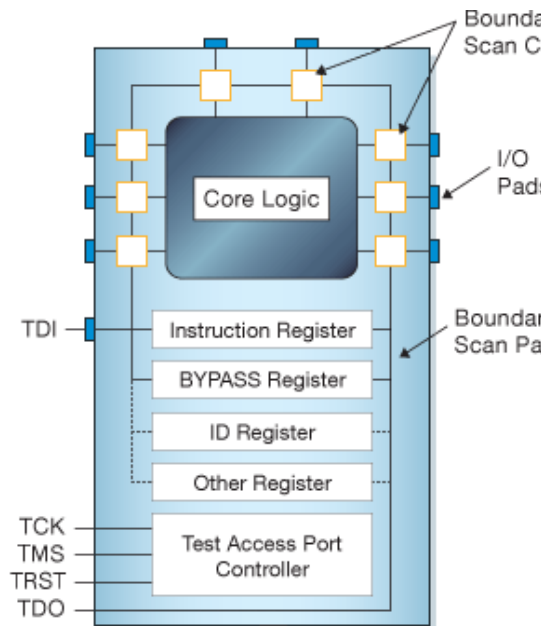 Bounda
Scan C
I/O
Pads
Core Logic
TDI
Instruction Register
Boundar
Scan Pa
BYPASS Register
ID Register
Other Register
TCK
TMS
TRST
TDO
Test Access Port
Controller